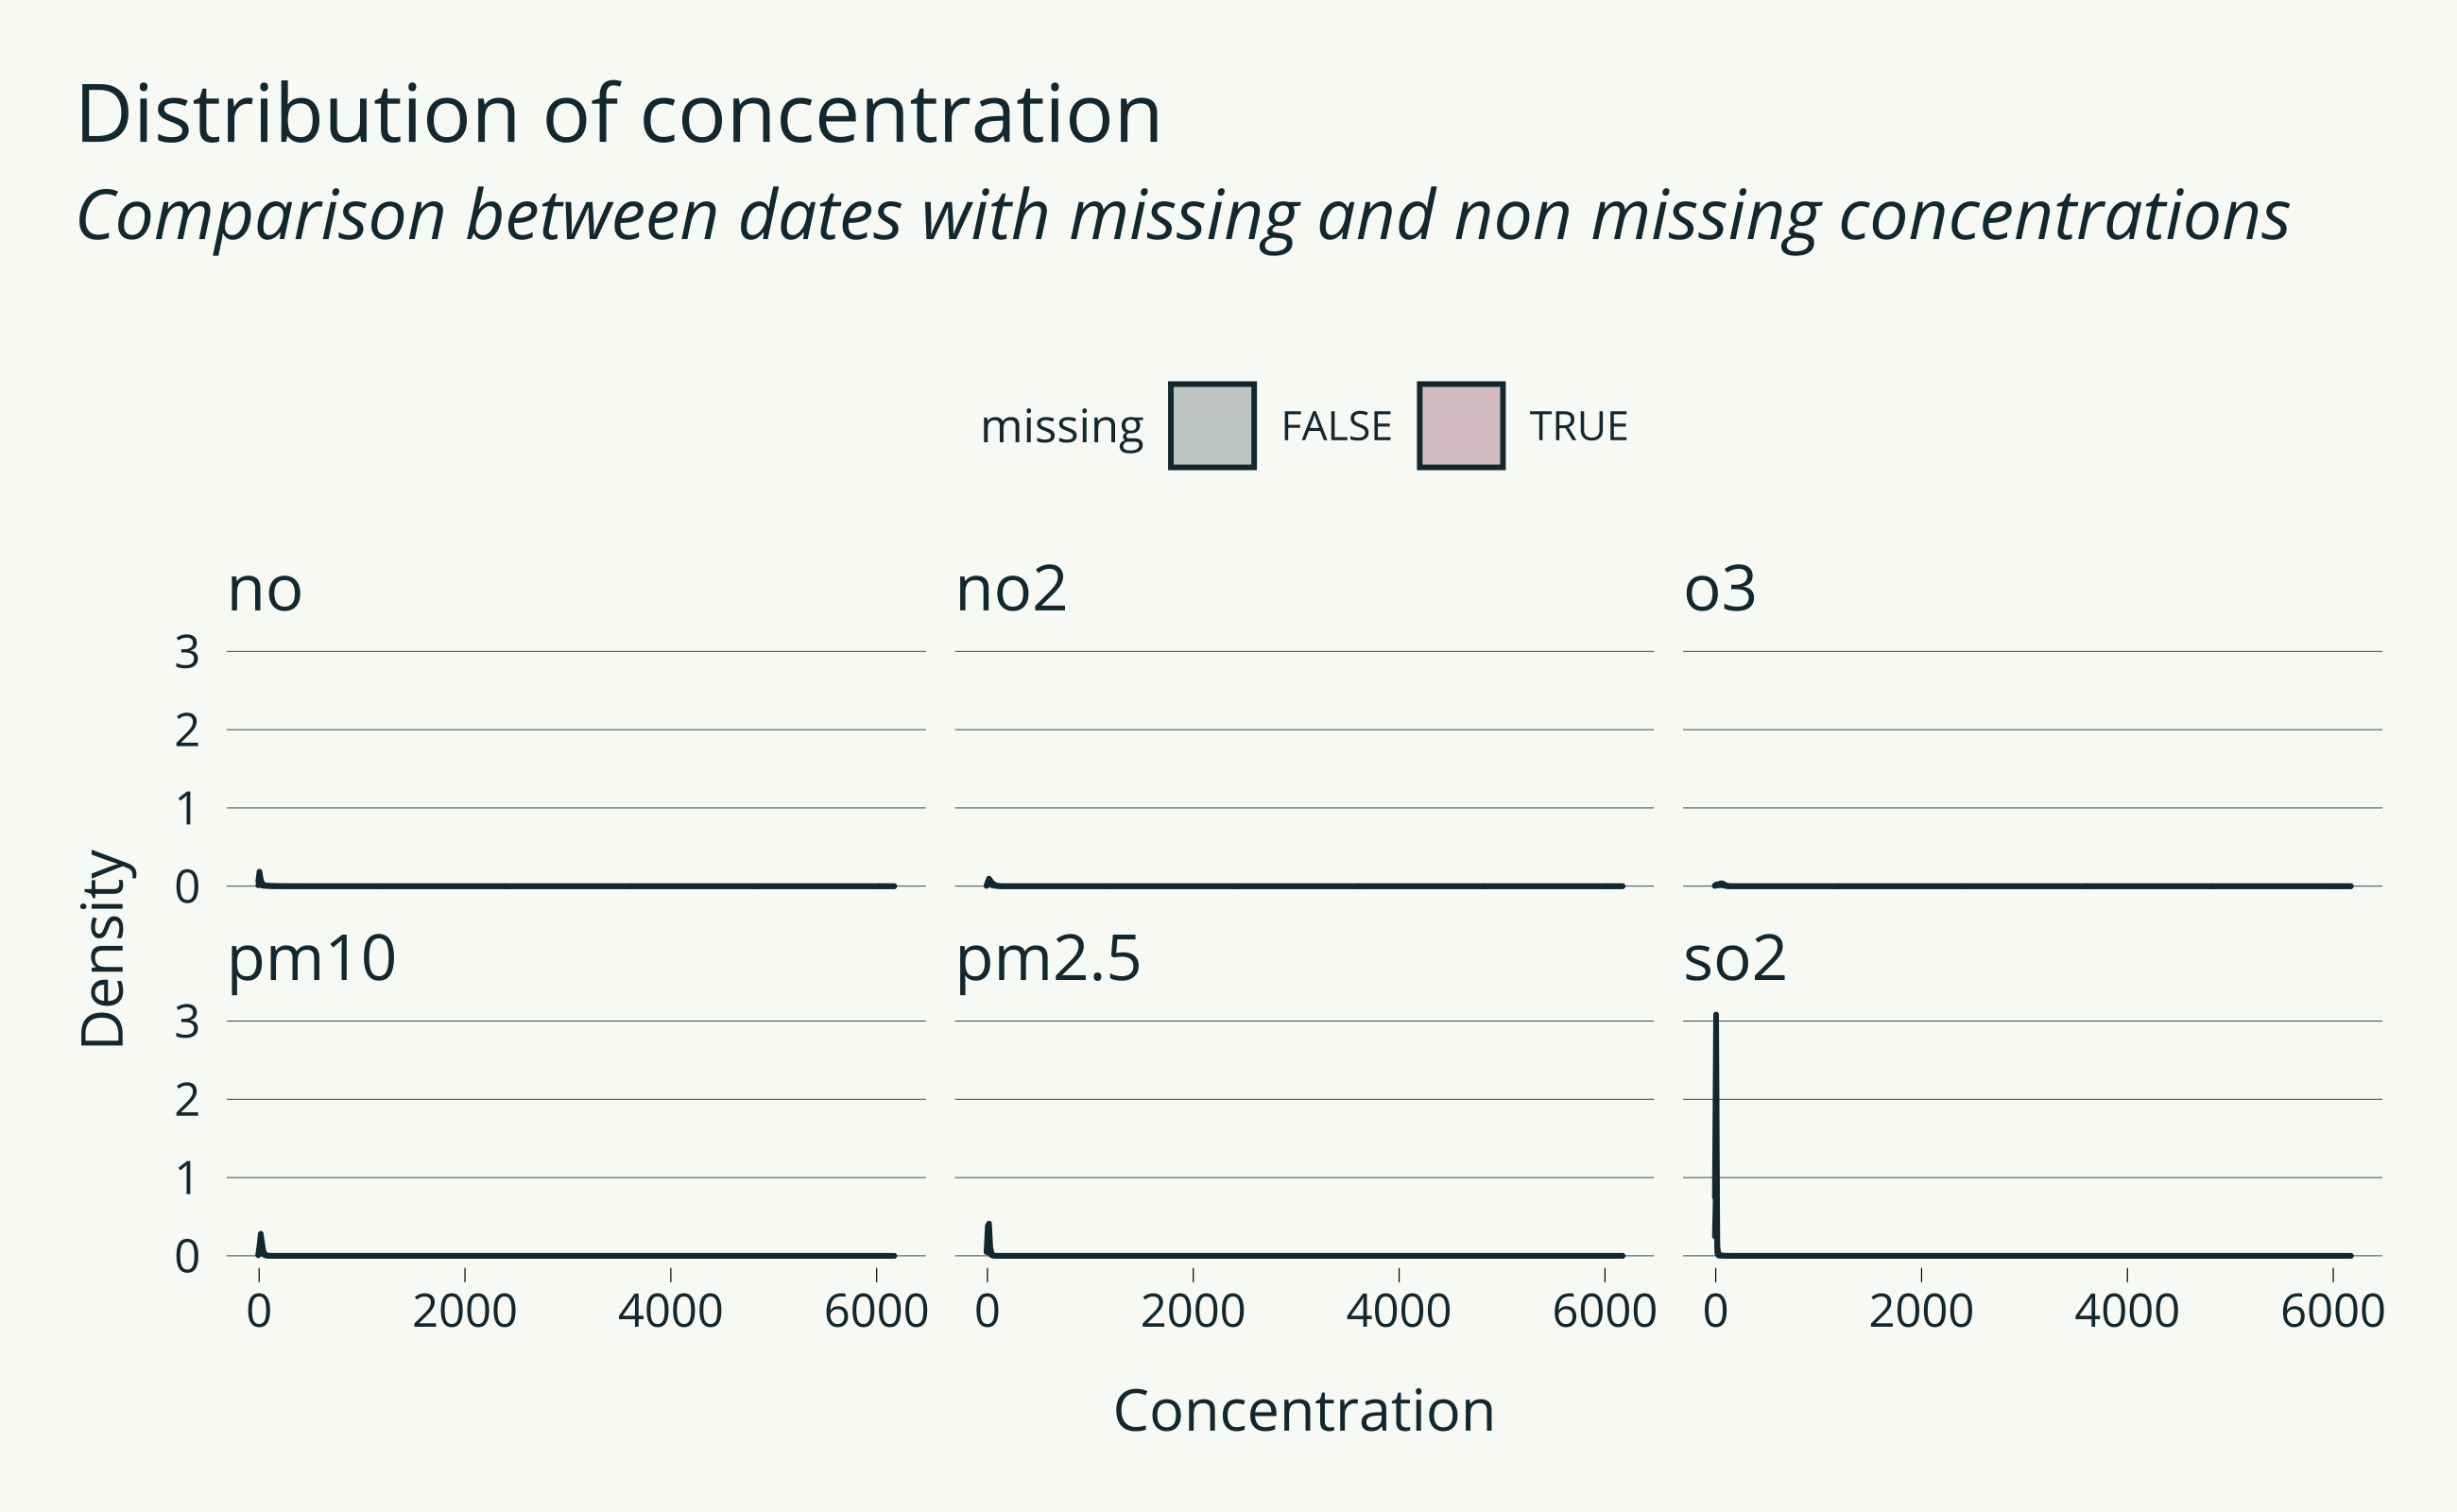 Distribution of concentration
Comparison between dates with missing and non missing concentrations
missing FALSE TRUE
no no2 o3
3
2
1
0
pm10 pm2.5 so2
3
2
1
0
Density
0 2000 4000 6000 0 2000 4000 6000 0 2000 4000 6000
Concentration